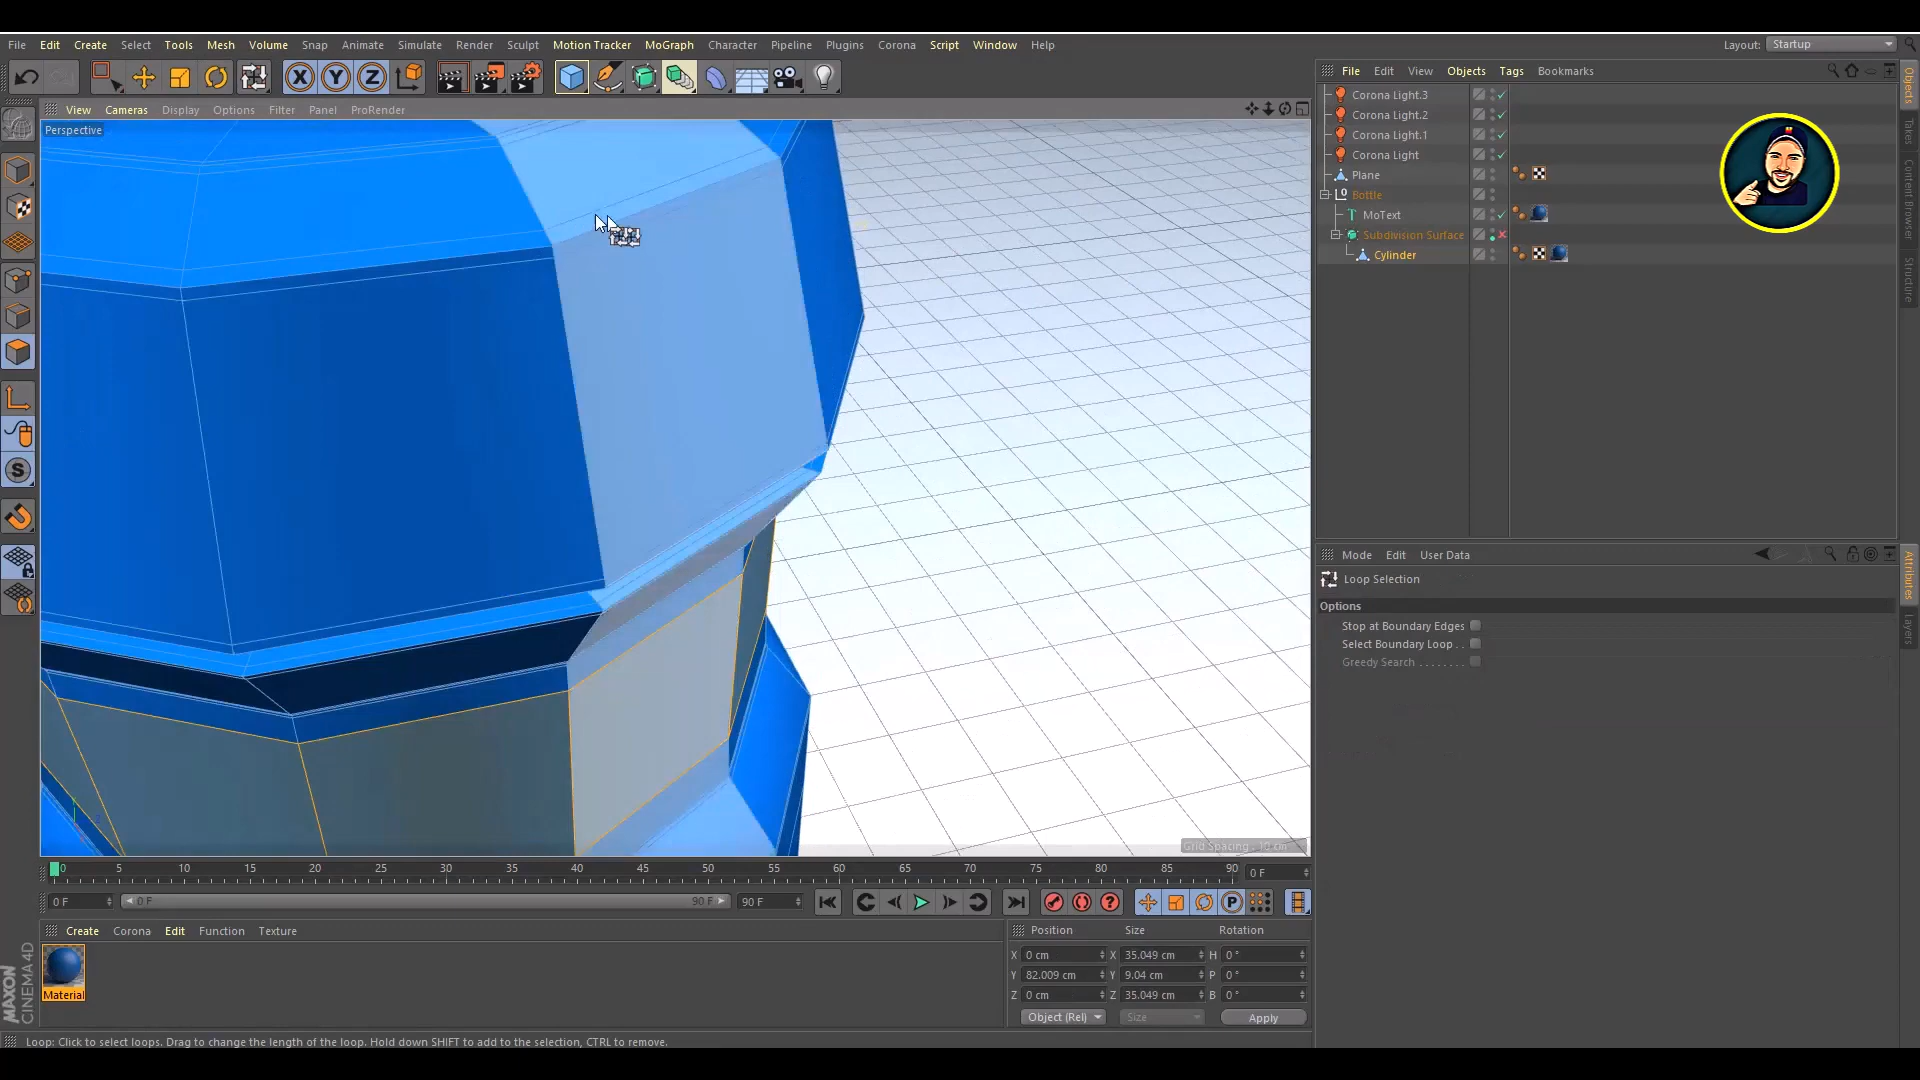 File Edit Create Select Tools Mesh Volume Snap Animate Simulate Render Sculpt Motion Tracker MoGraph Character Pipeline Plugins Corona Script Window Help
Layout: Startup
X Y Z
View Cameras Display Options Filter Panel ProRender
Perspective
File Edit View Objects Tags Bookmarks
Corona Light.3
Corona Light.2
Corona Light.1
Corona Light
Plane
Bottle
MoText
Subdivision Surface
Cylinder
Objects
Takes
Content Browser
Structure
Mode Edit User Data
Loop Selection
Options
Stop at Boundary Edges
Select Boundary Loop . .
Greedy Search . . . . . . . .
Attributes
Layers
S
Grid Spacing : 10 cm
0 5 10 15 20 25 30 35 40 45 50 55 60 65 70 75 80 85 90
0 F
0 F 0 F 90 F 90 F
P
Create Corona Edit Function Texture
Material
MAXON
CINEMA 4D
Position Size Rotation
X 0 cm X 35.049 cm H 0 °
Y 82.009 cm Y 9.04 cm P 0 °
Z 0 cm Z 35.049 cm B 0 °
Object (Rel) Size Apply
Loop: Click to select loops. Drag to change the length of the loop. Hold down SHIFT to add to the selection, CTRL to remove.